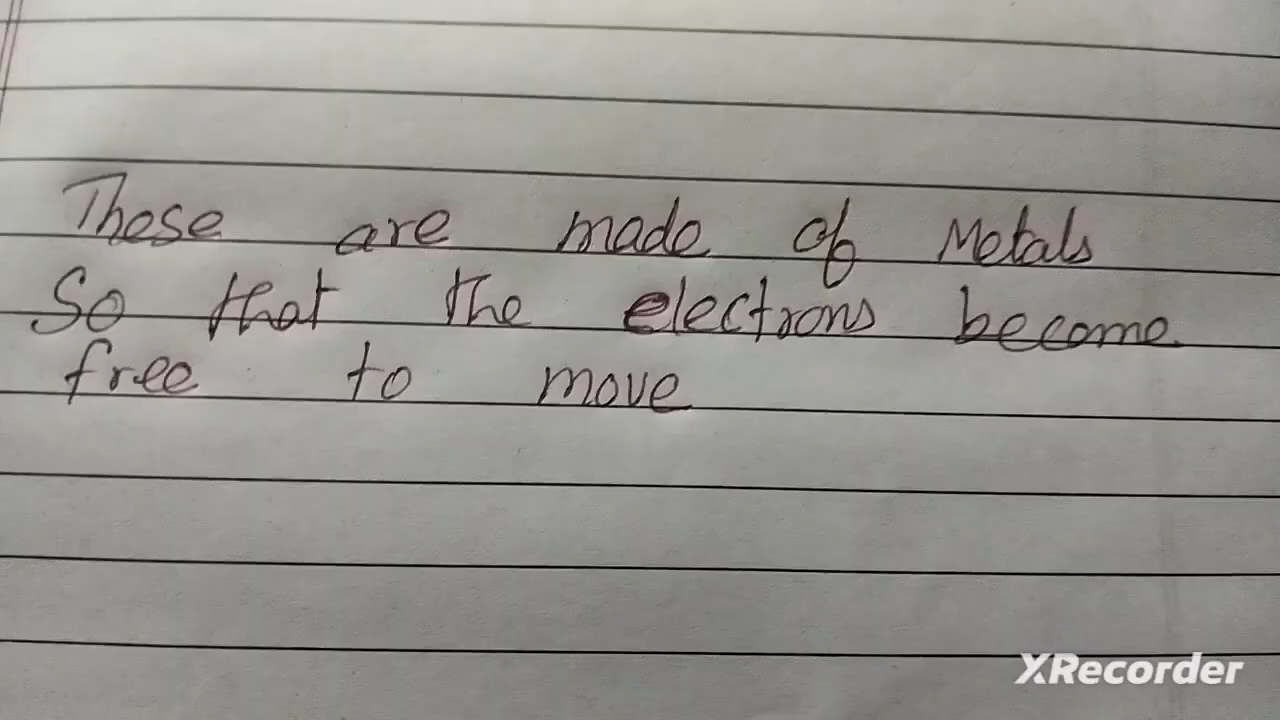 These are made of Metals
So that the electrons become
free to move
XRecorder